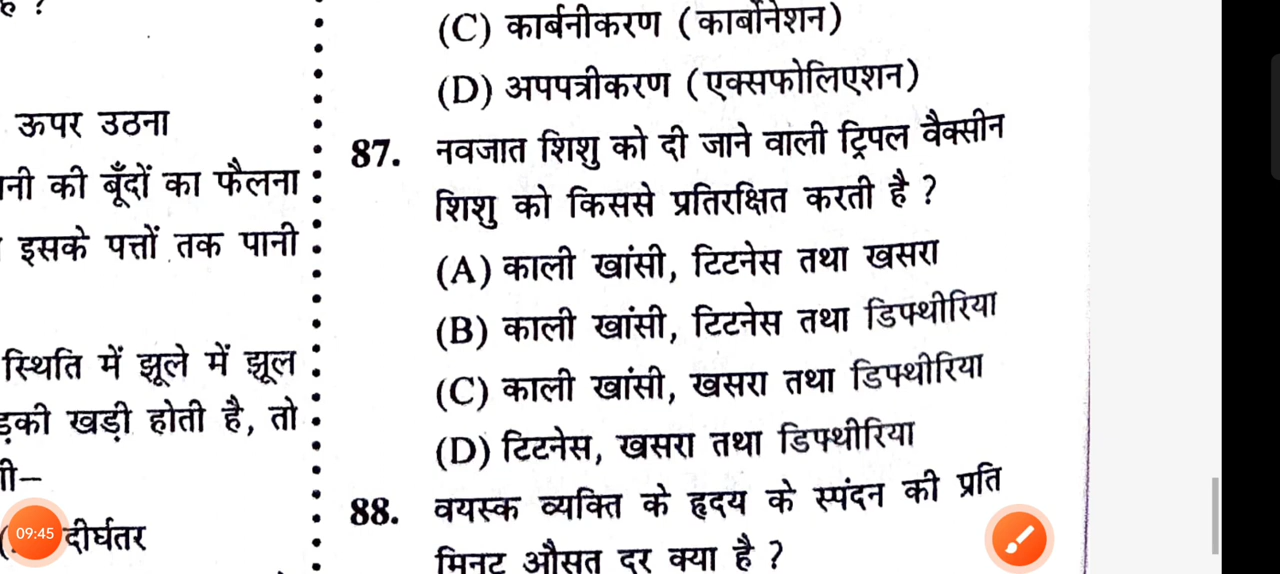 ऊपर उठना
की बूँदों का फैलना
इसके पत्तों तक पानी
स्थिति में झूले में झूल
खड़ी होती है, तो
दीर्घतर
09:45
(C) कार्बनीकरण (कार्बोनेशन)
(D) अपपत्रीकरण (एक्सफोलिएशन)
87. नवजात शिशु को दी जाने वाली ट्रिपल वैक्सीन
शिशु को किससे प्रतिरक्षित करती है ?
(A) काली खांसी, टिटनेस तथा खसरा
(B) काली खांसी, टिटनेस तथा डिफ्थीरिया
(C) काली खांसी, खसरा तथा डिफ्थीरिया
(D) टिटनेस, खसरा तथा डिफ्थीरिया
88. वयस्क व्यक्ति के हृदय के स्पंदन की प्रति
मिनट औसत दर क्या है ?